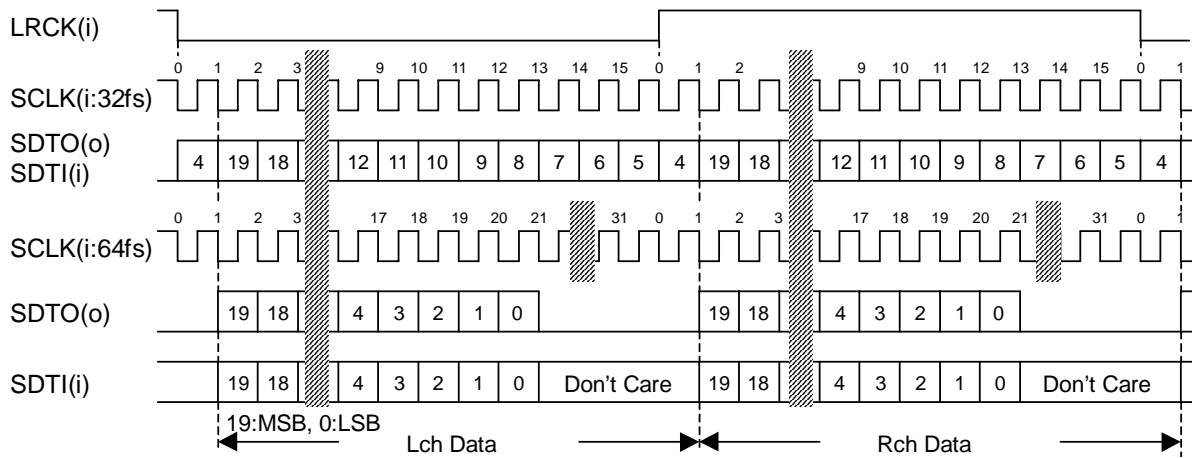 LRCK(i)
0 1 2 3 9 10 11 12 13 14 15 0 1 2 9 10 11 12 13 14 15 0 1
SCLK(i:32fs)
SDTO(o)
SDTI(i)
4 19 18 12 11 10 9 8 7 6 5 4 19 18 12 11 10 9 8 7 6 5 4
0 1 2 3 17 18 19 20 21 31 0 1 2 3 17 18 19 20 21 31 0 1
SCLK(i:64fs)
SDTO(o) 19 18 4 3 2 1 0 19 18 4 3 2 1 0
SDTI(i) 19 18 4 3 2 1 0 Don't Care 19 18 4 3 2 1 0 Don't Care
19:MSB, 0:LSB
Lch Data Rch Data